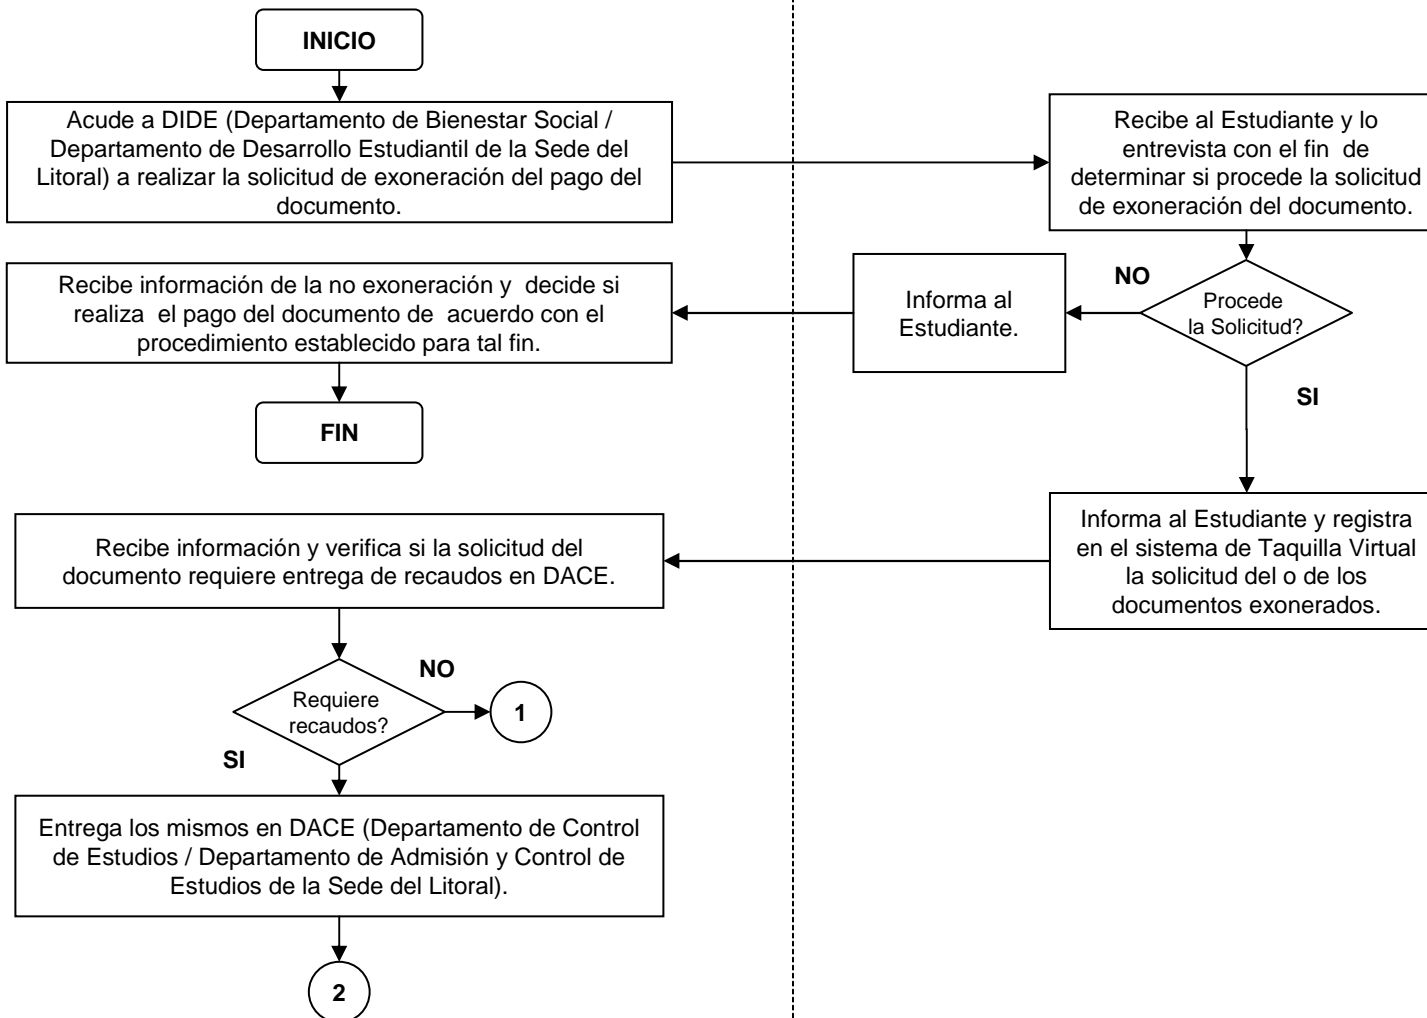 INICIO
Acude a DIDE (Departamento de Bienestar Social /
Departamento de Desarrollo Estudiantil de la Sede del
Litoral) a realizar la solicitud de exoneración del pago del
documento.
Recibe al Estudiante y lo
entrevista con el fin de
determinar si procede la solicitud
de exoneración del documento.
Procede
la Solicitud?
NO
Informa al
Estudiante.
Recibe información de la no exoneración y decide si
realiza el pago del documento de acuerdo con el
procedimiento establecido para tal fin.
FIN
SI
Informa al Estudiante y registra
en el sistema de Taquilla Virtual
la solicitud del o de los
documentos exonerados.
Recibe información y verifica si la solicitud del
documento requiere entrega de recaudos en DACE.
Requiere
recaudos?
NO
1
SI
Entrega los mismos en DACE (Departamento de Control
de Estudios / Departamento de Admisión y Control de
Estudios de la Sede del Litoral).
2